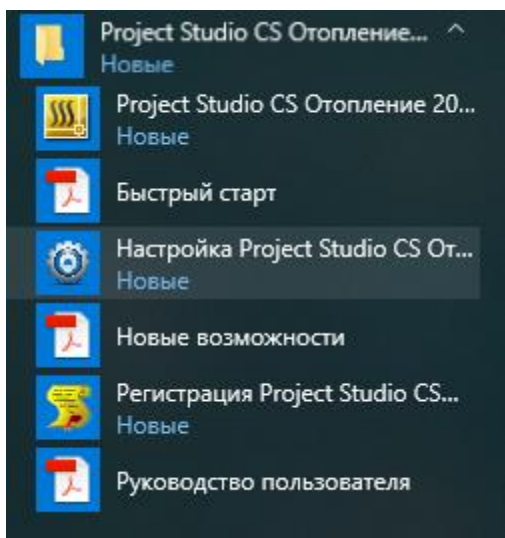 Project Studio CS Отопление...
Новые
Project Studio CS Отопление 20...
Новые
Быстрый старт
Настройка Project Studio CS От...
Новые
Новые возможности
Регистрация Project Studio CS...
Новые
Руководство пользователя